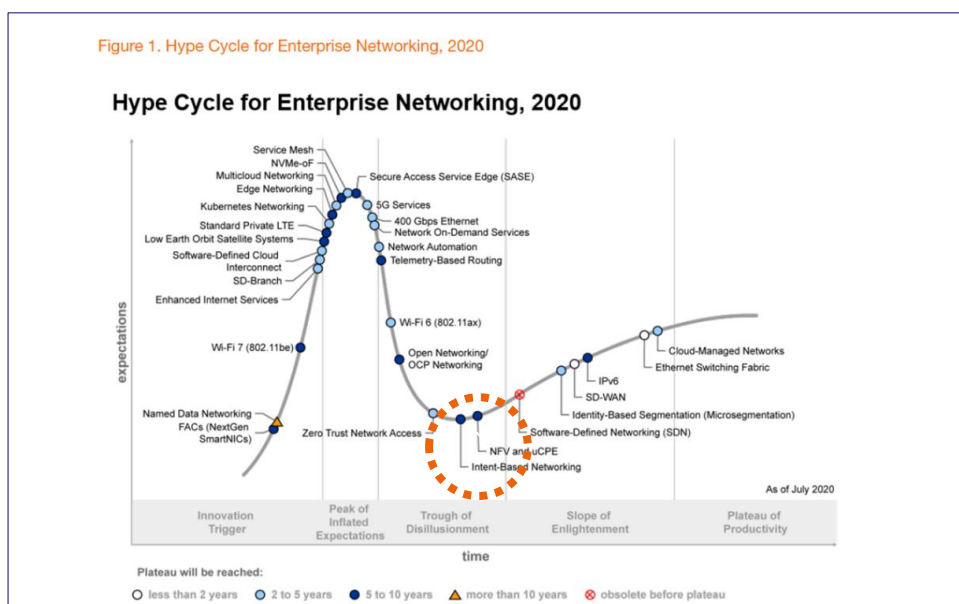 Figure 1. Hype Cycle for Enterprise Networking, 2020
Hype Cycle for Enterprise Networking, 2020
expectations
Service Mesh
NVMe-oF
Multicloud Networking
Edge Networking
Kubernetes Networking
Standard Private LTE
Low Earth Orbit Satellite Systems
Software-Defined Cloud
Interconnect
SD-Branch
Enhanced Internet Services
Wi-Fi 7 (802.11be)
Named Data Networking
FACs (NextGen
SmartNICs)
Secure Access Service Edge (SASE)
5G Services
400 Gbps Ethernet
Network On-Demand Services
Network Automation
Telemetry-Based Routing
Wi-Fi 6 (802.11ax)
Open Networking/
OCP Networking
Zero Trust Network Access
NFV and uCPE
Intent-Based Networking
Cloud-Managed Networks
Ethernet Switching Fabric
IPv6
SD-WAN
Identity-Based Segmentation (Microsegmentation)
Software-Defined Networking (SDN)
As of July 2020
Innovation
Trigger
Peak of
Inflated
Expectations
Trough of
Disillusionment
Slope of
Enlightenment
Plateau of
Productivity
time
Plateau will be reached:
less than 2 years
2 to 5 years
5 to 10 years
more than 10 years
obsolete before plateau